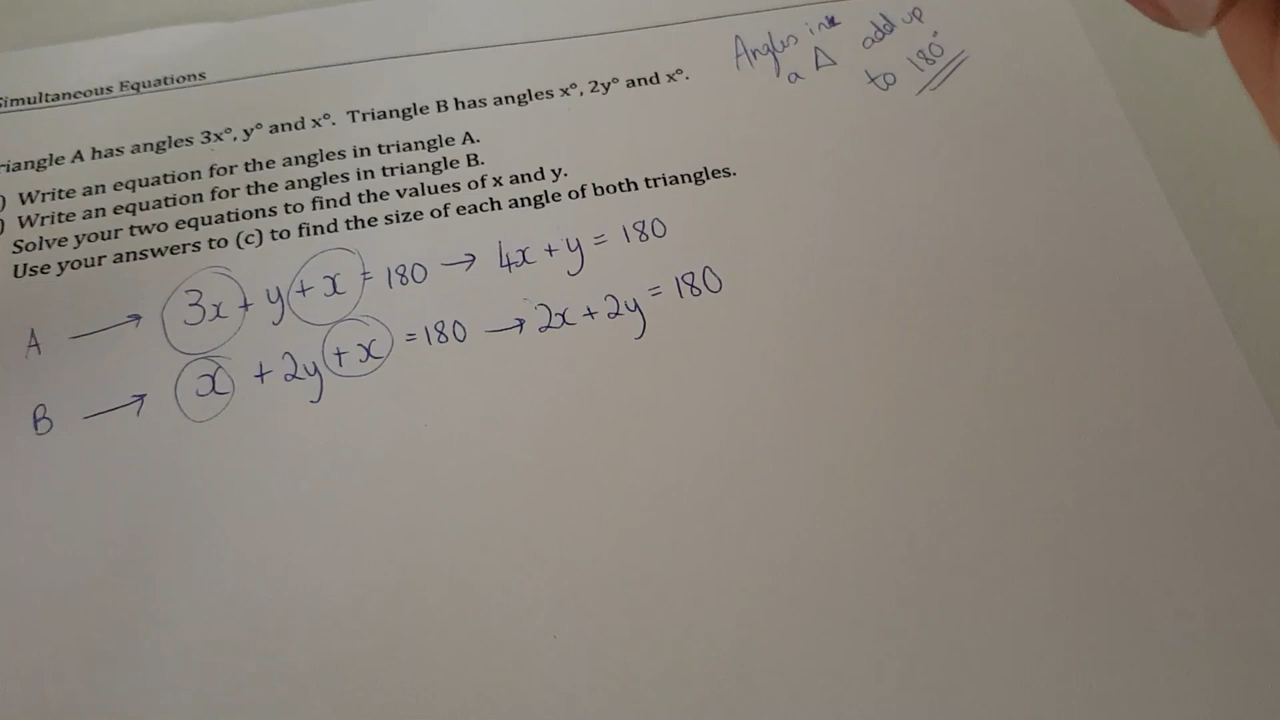 Simultaneous Equations
Triangle A has angles 3x°, y° and x°. Triangle B has angles x°, 2y° and x°.
) Write an equation for the angles in triangle A.
) Write an equation for the angles in triangle B.
Solve your two equations to find the values of x and y.
Use your answers to (c) to find the size of each angle of both triangles.
Angles in
a Δ add up
to 180°
A → 3x + y + x = 180 → 4x + y = 180
B → x + 2y + x = 180 → 2x + 2y = 180